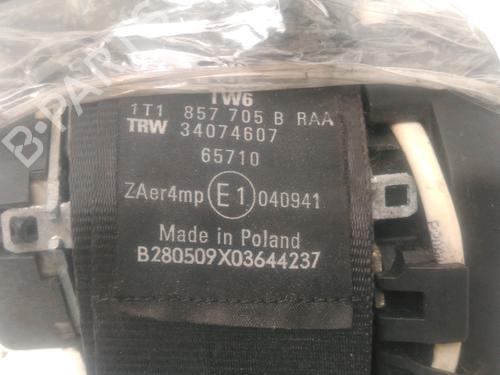 TW6
1T1 857 705 B RAA
TRW 34074607
65710
ZAer4mp E1 040941
Made in Poland
B280509X03644237
B-PARTS